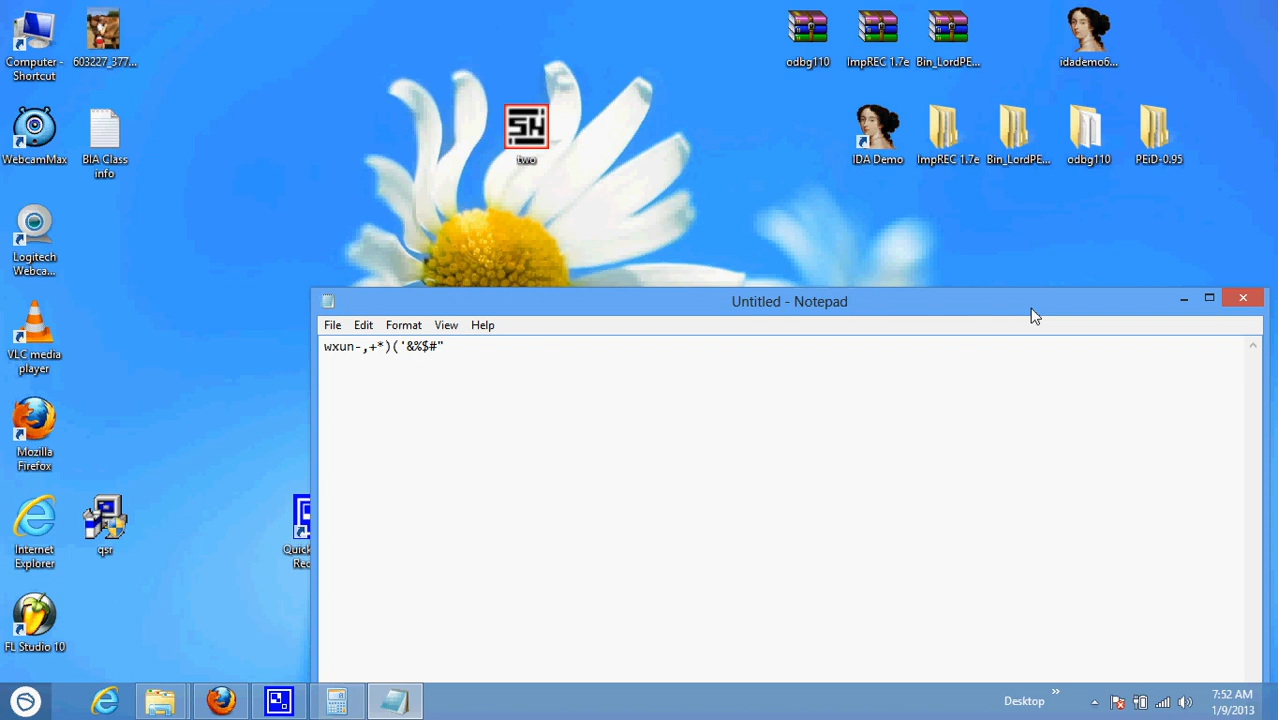 Computer -
Shortcut
603227_377...
odbg110
ImpREC 1.7e
Bin_LordPE...
idademo6...
WebcamMax
BIA Class
info
two
IDA Demo
ImpREC 1.7e
Bin_LordPE...
odbg110
PEiD-0.95
Logitech
Webca...
Untitled - Notepad
File Edit Format View Help
wxun-,+*)('&%$#"
VLC media
player
Mozilla
Firefox
Internet
Explorer
qsr
Quick
Rec
FL Studio 10
Desktop
7:52 AM
1/9/2013